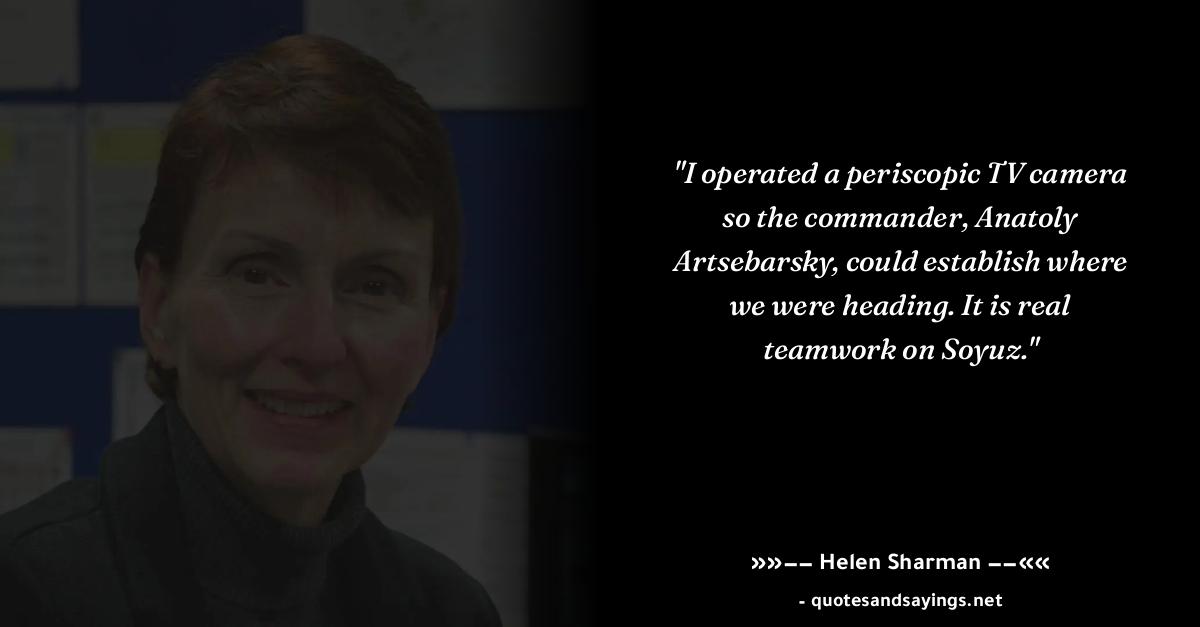 "I operated a periscopic TV camera
so the commander, Anatoly
Artsebarsky, could establish where
we were heading. It is real
teamwork on Soyuz."
»»−− Helen Sharman −−««
- quotesandsayings.net